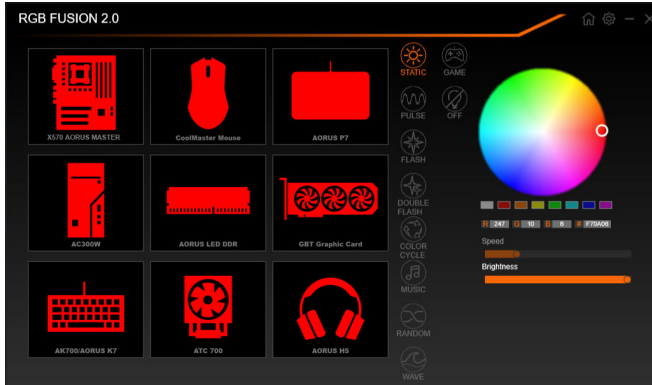 RGB FUSION 2.0
X570 AORUS MASTER
CoolMaster Mouse
AORUS P7
AC300W
AORUS LED DDR
GBT Graphic Card
AK700/AORUS K7
ATC 700
AORUS H5
STATIC
GAME
PULSE
OFF
FLASH
DOUBLE
FLASH
COLOR
CYCLE
MUSIC
RANDOM
WAVE
R 247 G 10 B 6 # F70A06
Speed
Brightness